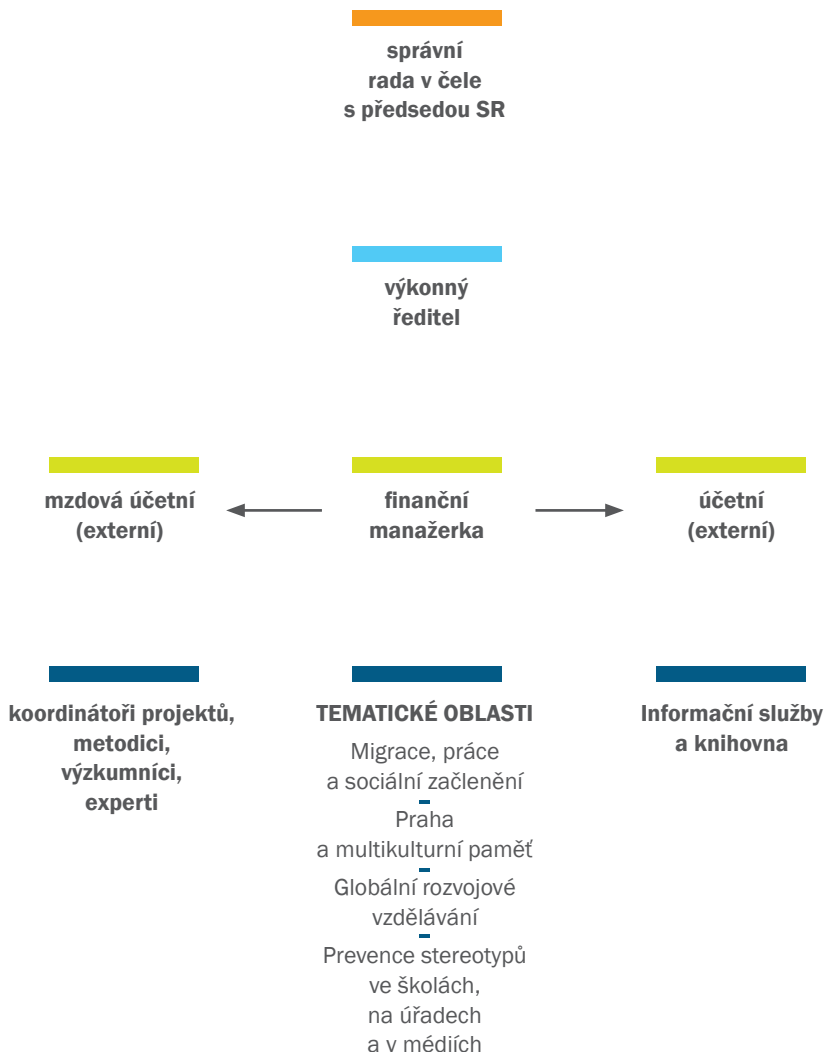 správní
rada v čele
s předsedou SR
výkonný
ředitel
mzdová účetní
(externí)
finanční
manažerka
účetní
(externí)
koordinátoři projektů,
metodici,
výzkumníci,
experti
TEMATICKÉ OBLASTI
Migrace, práce
a sociální začlenění
Praha
a multikulturní paměť
Globální rozvojové
vzdělávání
Prevence stereotypů
ve školách,
na úřadech
a v médiích
Informační služby
a knihovna